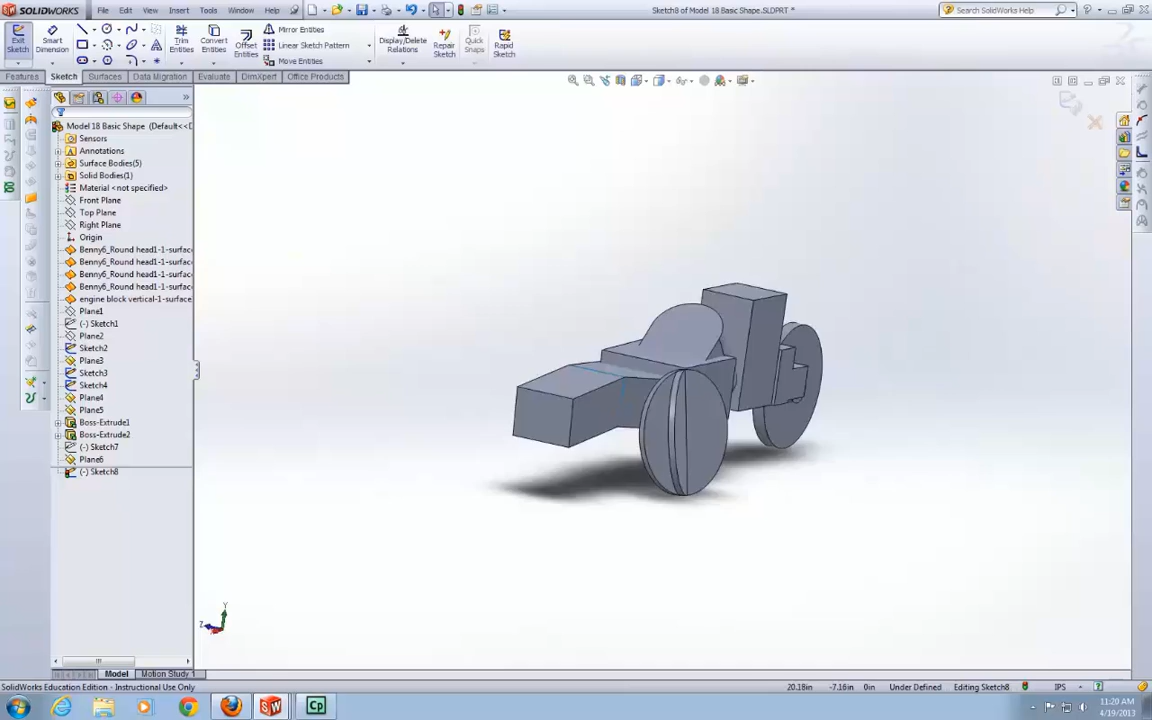 SOLIDWORKS File Edit View Insert Tools Window Help Sketch8 of Model 18 Basic Shape.SLDPRT * Search SolidWorks Help
Exit Sketch Smart Dimension Trim Entities Convert Entities Offset Entities Mirror Entities Linear Sketch Pattern Move Entities Display/Delete Relations Repair Sketch Quick Snaps Rapid Sketch
Features Sketch Surfaces Data Migration Evaluate DimXpert Office Products
Model 18 Basic Shape (Default<<D
Sensors
Annotations
Surface Bodies(5)
Solid Bodies(1)
Material <not specified>
Front Plane
Top Plane
Right Plane
Origin
Benny6_Round head1-1-surface
Benny6_Round head1-1-surface
Benny6_Round head1-1-surface
Benny6_Round head1-1-surface
engine block vertical-1-surface
Plane1
(-) Sketch1
Plane2
Sketch2
Plane3
Sketch3
Sketch4
Plane4
Plane5
Boss-Extrude1
Boss-Extrude2
(-) Sketch7
Plane6
(-) Sketch8
Y
Z
Model Motion Study 1
SolidWorks Education Edition - Instructional Use Only 20.18in -7.16in 0in Under Defined Editing Sketch8 IPS
11:20 AM
4/19/2013